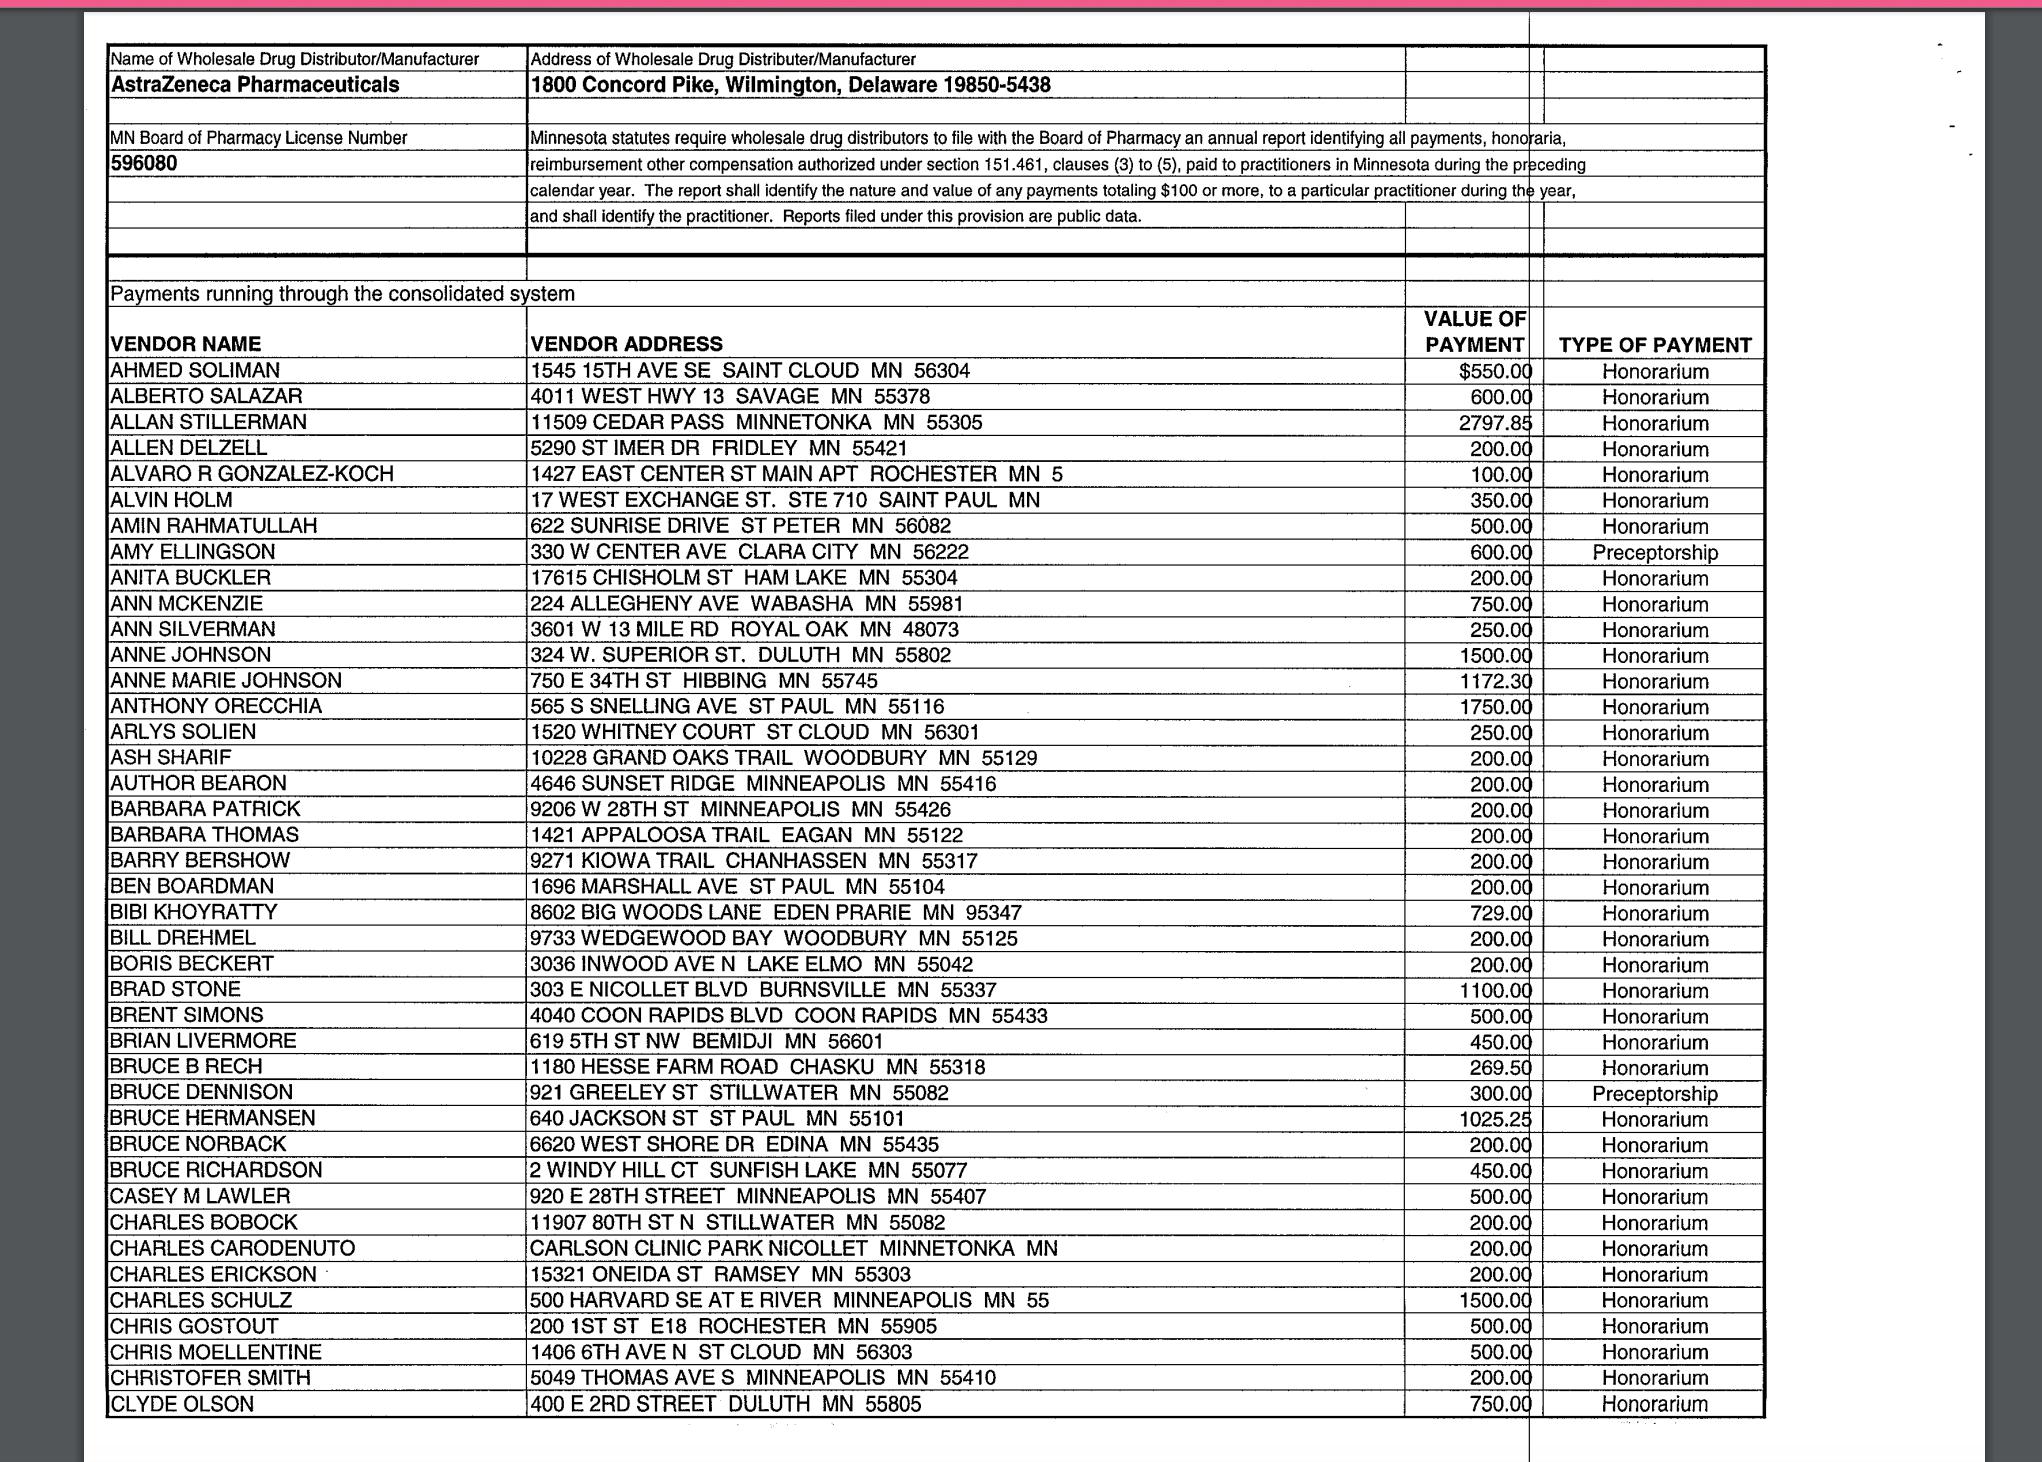 Name of Wholesale Drug Distributor/Manufacturer Address of Wholesale Drug Distributer/Manufacturer
AstraZeneca Pharmaceuticals 1800 Concord Pike, Wilmington, Delaware 19850-5438
MN Board of Pharmacy License Number Minnesota statutes require wholesale drug distributors to file with the Board of Pharmacy an annual report identifying all payments, honoraria,
596080 reimbursement other compensation authorized under section 151.461, clauses (3) to (5), paid to practitioners in Minnesota during the preceding
calendar year. The report shall identify the nature and value of any payments totaling $100 or more, to a particular practitioner during the year,
and shall identify the practitioner. Reports filed under this provision are public data.
Payments running through the consolidated system
VALUE OF
VENDOR NAME VENDOR ADDRESS PAYMENT TYPE OF PAYMENT
AHMED SOLIMAN 1545 15TH AVE SE SAINT CLOUD MN 56304 $550.00 Honorarium
ALBERTO SALAZAR 4011 WEST HWY 13 SAVAGE MN 55378 600.00 Honorarium
ALLAN STILLERMAN 11509 CEDAR PASS MINNETONKA MN 55305 2797.85 Honorarium
ALLEN DELZELL 5290 ST IMER DR FRIDLEY MN 55421 200.00 Honorarium
ALVARO R GONZALEZ-KOCH 1427 EAST CENTER ST MAIN APT ROCHESTER MN 5 100.00 Honorarium
ALVIN HOLM 17 WEST EXCHANGE ST. STE 710 SAINT PAUL MN 350.00 Honorarium
AMIN RAHMATULLAH 622 SUNRISE DRIVE ST PETER MN 56082 500.00 Honorarium
AMY ELLINGSON 330 W CENTER AVE CLARA CITY MN 56222 600.00 Preceptorship
ANITA BUCKLER 17615 CHISHOLM ST HAM LAKE MN 55304 200.00 Honorarium
ANN MCKENZIE 224 ALLEGHENY AVE WABASHA MN 55981 750.00 Honorarium
ANN SILVERMAN 3601 W 13 MILE RD ROYAL OAK MN 48073 250.00 Honorarium
ANNE JOHNSON 324 W. SUPERIOR ST. DULUTH MN 55802 1500.00 Honorarium
ANNE MARIE JOHNSON 750 E 34TH ST HIBBING MN 55745 1172.30 Honorarium
ANTHONY ORECCHIA 565 S SNELLING AVE ST PAUL MN 55116 1750.00 Honorarium
ARLYS SOLIEN 1520 WHITNEY COURT ST CLOUD MN 56301 250.00 Honorarium
ASH SHARIF 10228 GRAND OAKS TRAIL WOODBURY MN 55129 200.00 Honorarium
AUTHOR BEARON 4646 SUNSET RIDGE MINNEAPOLIS MN 55416 200.00 Honorarium
BARBARA PATRICK 9206 W 28TH ST MINNEAPOLIS MN 55426 200.00 Honorarium
BARBARA THOMAS 1421 APPALOOSA TRAIL EAGAN MN 55122 200.00 Honorarium
BARRY BERSHOW 9271 KIOWA TRAIL CHANHASSEN MN 55317 200.00 Honorarium
BEN BOARDMAN 1696 MARSHALL AVE ST PAUL MN 55104 200.00 Honorarium
BIBI KHOYRATTY 8602 BIG WOODS LANE EDEN PRARIE MN 95347 729.00 Honorarium
BILL DREHMEL 9733 WEDGEWOOD BAY WOODBURY MN 55125 200.00 Honorarium
BORIS BECKERT 3036 INWOOD AVE N LAKE ELMO MN 55042 200.00 Honorarium
BRAD STONE 303 E NICOLLET BLVD BURNSVILLE MN 55337 1100.00 Honorarium
BRENT SIMONS 4040 COON RAPIDS BLVD COON RAPIDS MN 55433 500.00 Honorarium
BRIAN LIVERMORE 619 5TH ST NW BEMIDJI MN 56601 450.00 Honorarium
BRUCE B RECH 1180 HESSE FARM ROAD CHASKU MN 55318 269.50 Honorarium
BRUCE DENNISON 921 GREELEY ST STILLWATER MN 55082 300.00 Preceptorship
BRUCE HERMANSEN 640 JACKSON ST ST PAUL MN 55101 1025.25 Honorarium
BRUCE NORBACK 6620 WEST SHORE DR EDINA MN 55435 200.00 Honorarium
BRUCE RICHARDSON 2 WINDY HILL CT SUNFISH LAKE MN 55077 450.00 Honorarium
CASEY M LAWLER 920 E 28TH STREET MINNEAPOLIS MN 55407 500.00 Honorarium
CHARLES BOBOCK 11907 80TH ST N STILLWATER MN 55082 200.00 Honorarium
CHARLES CARODENUTO CARLSON CLINIC PARK NICOLLET MINNETONKA MN 200.00 Honorarium
CHARLES ERICKSON 15321 ONEIDA ST RAMSEY MN 55303 200.00 Honorarium
CHARLES SCHULZ 500 HARVARD SE AT E RIVER MINNEAPOLIS MN 55 1500.00 Honorarium
CHRIS GOSTOUT 200 1ST ST E18 ROCHESTER MN 55905 500.00 Honorarium
CHRIS MOELLENTINE 1406 6TH AVE N ST CLOUD MN 56303 500.00 Honorarium
CHRISTOFER SMITH 5049 THOMAS AVE S MINNEAPOLIS MN 55410 200.00 Honorarium
CLYDE OLSON 400 E 2RD STREET DULUTH MN 55805 750.00 Honorarium